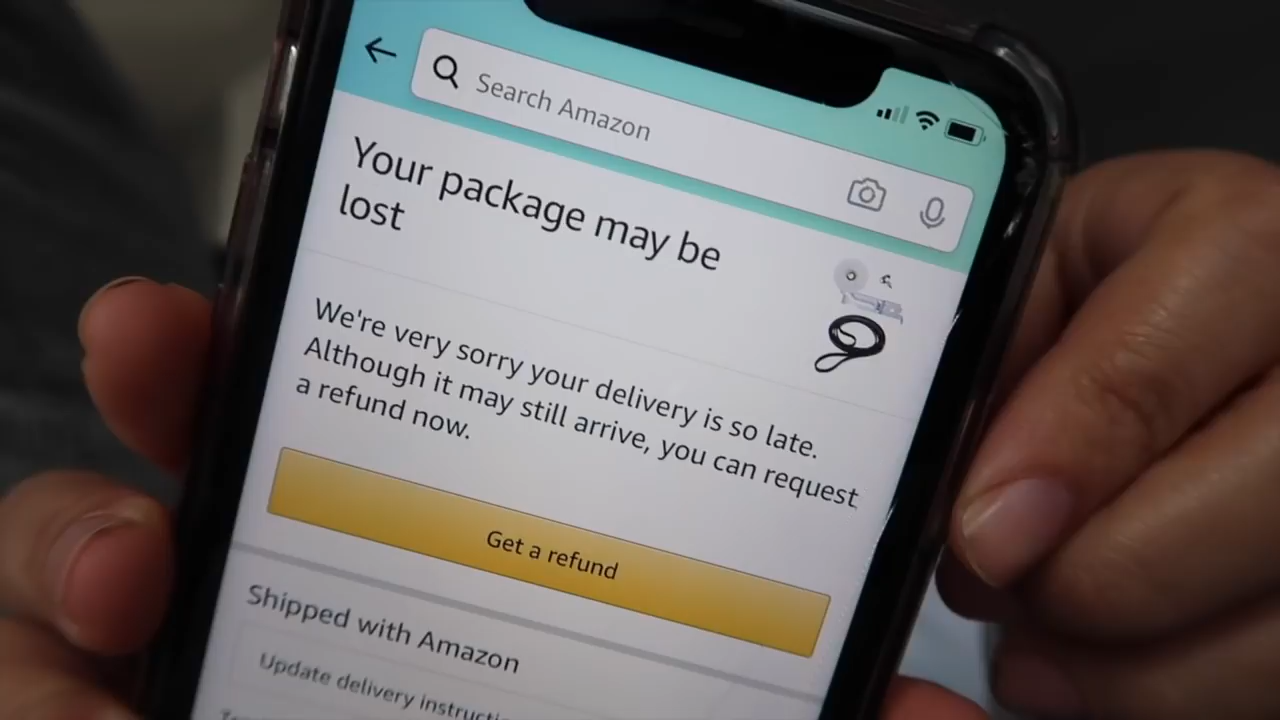 Search Amazon
Your package may be
lost
We're very sorry your delivery is so late.
Although it may still arrive, you can request
a refund now.
Get a refund
Shipped with Amazon
Update delivery